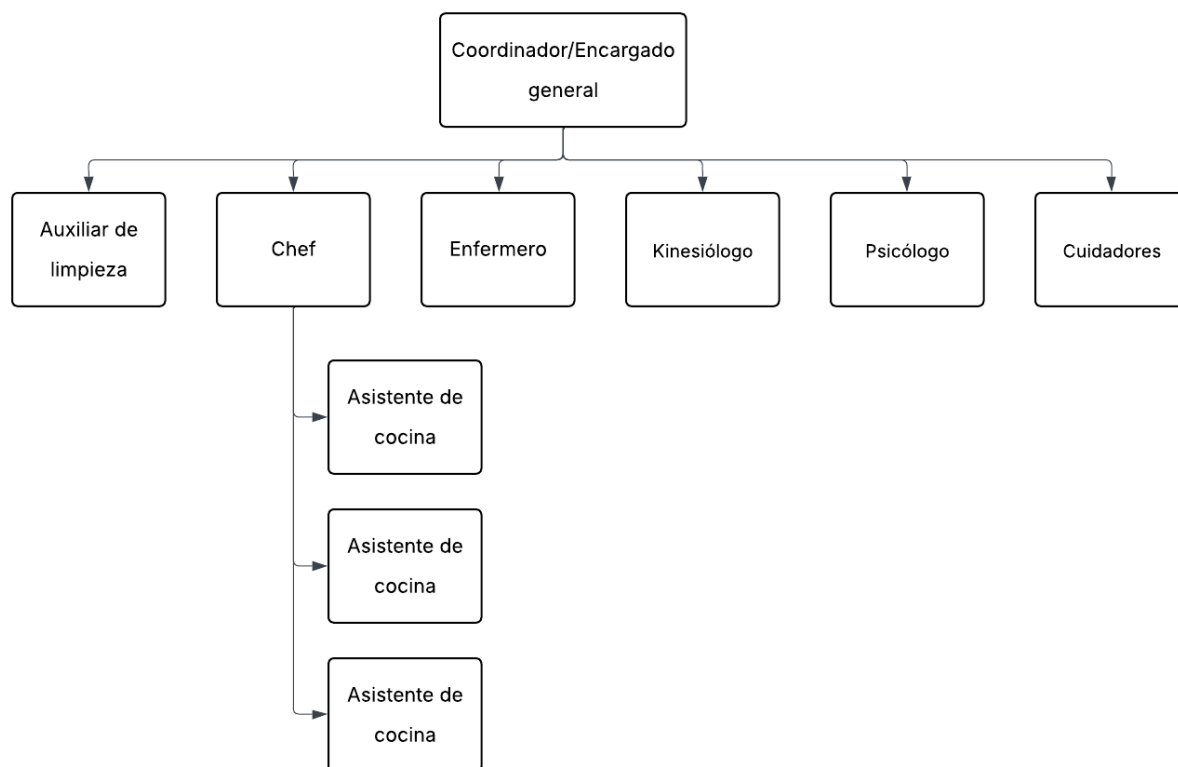 Coordinador/Encargado
general
Auxiliar de
limpieza
Chef
Enfermero
Kinesiólogo
Psicólogo
Cuidadores
Asistente de
cocina
Asistente de
cocina
Asistente de
cocina